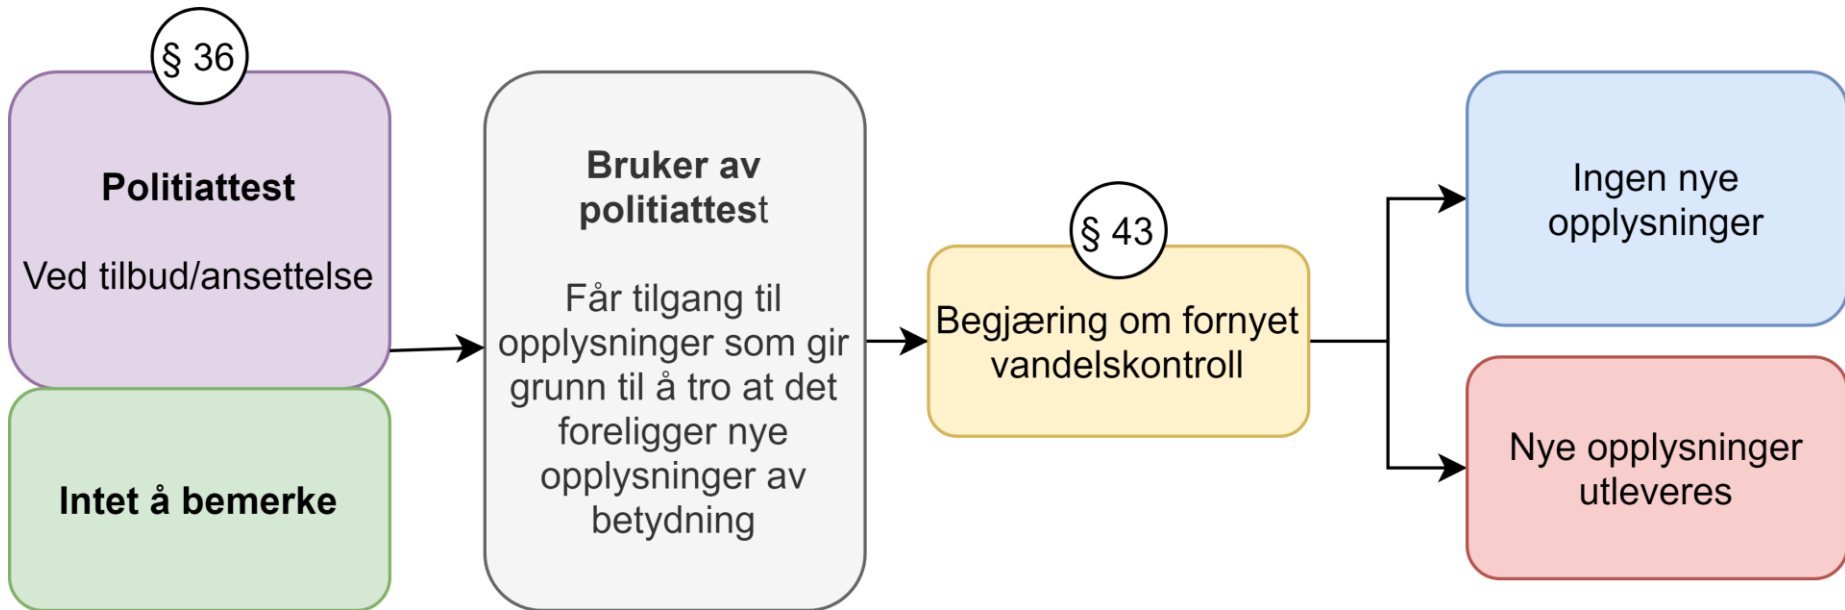 § 36
Politiattest
Ved tilbud/ansettelse
Intet å bemerke
Bruker av
politiattest
Får tilgang til
opplysninger som gir
grunn til å tro at det
foreligger nye
opplysninger av
betydning
§ 43
Begjæring om fornyet
vandelskontroll
Ingen nye
opplysninger
Nye opplysninger
utleveres